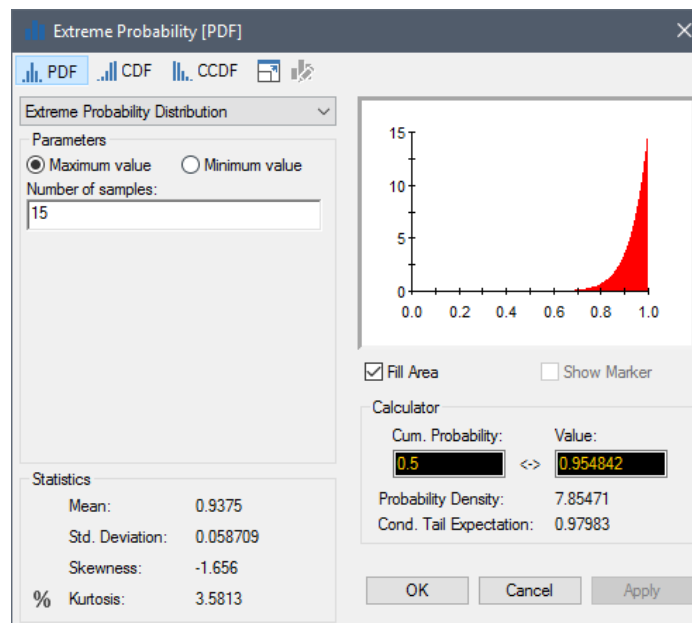 Extreme Probability [PDF]
PDF CDF CCDF
Extreme Probability Distribution
Parameters
Maximum value Minimum value
Number of samples:
15
Statistics
Mean: 0.9375
Std. Deviation: 0.058709
Skewness: -1.656
% Kurtosis: 3.5813
15
10
5
0
0.0 0.2 0.4 0.6 0.8 1.0
Fill Area Show Marker
Calculator
Cum. Probability: Value:
0.5 <-> 0.954842
Probability Density: 7.85471
Cond. Tail Expectation: 0.97983
OK Cancel Apply